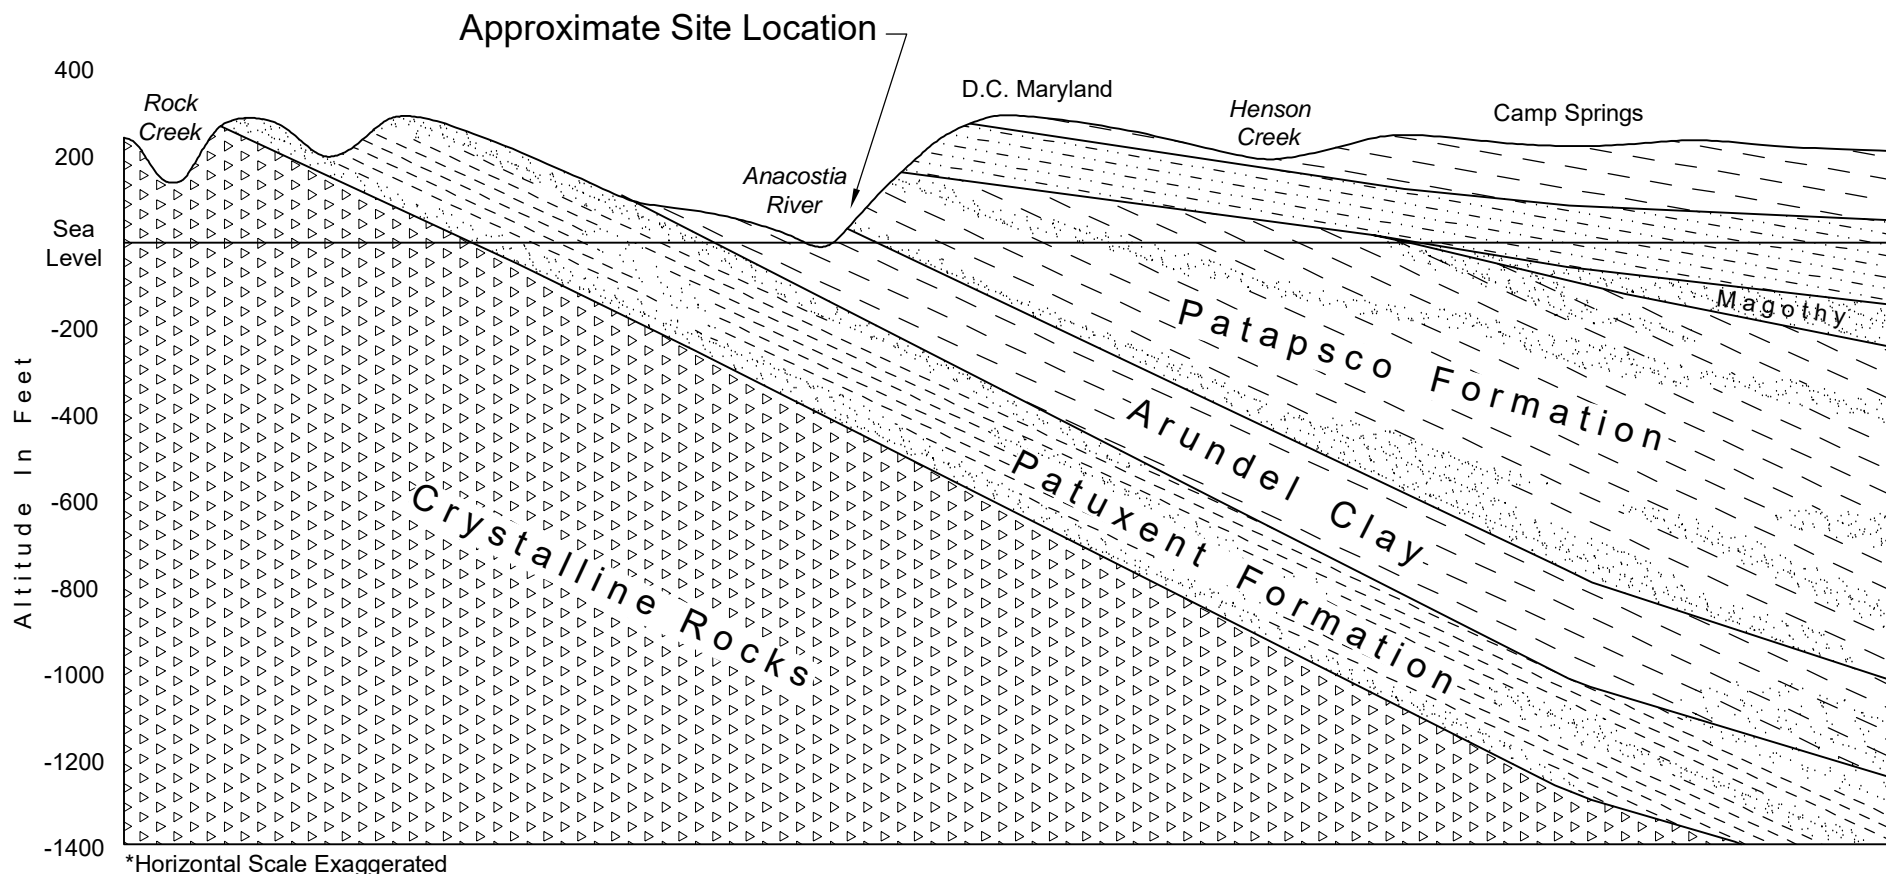 Approximate Site Location
400
200
Sea
Level
-200
-400
-600
-800
-1000
-1200
-1400
Altitude In Feet
Rock
Creek
Anacostia
River
D.C. Maryland
Henson
Creek
Camp Springs
Magothy
Patapsco Formation
Arundel Clay
Patuxent Formation
Crystalline Rocks
*Horizontal Scale Exaggerated